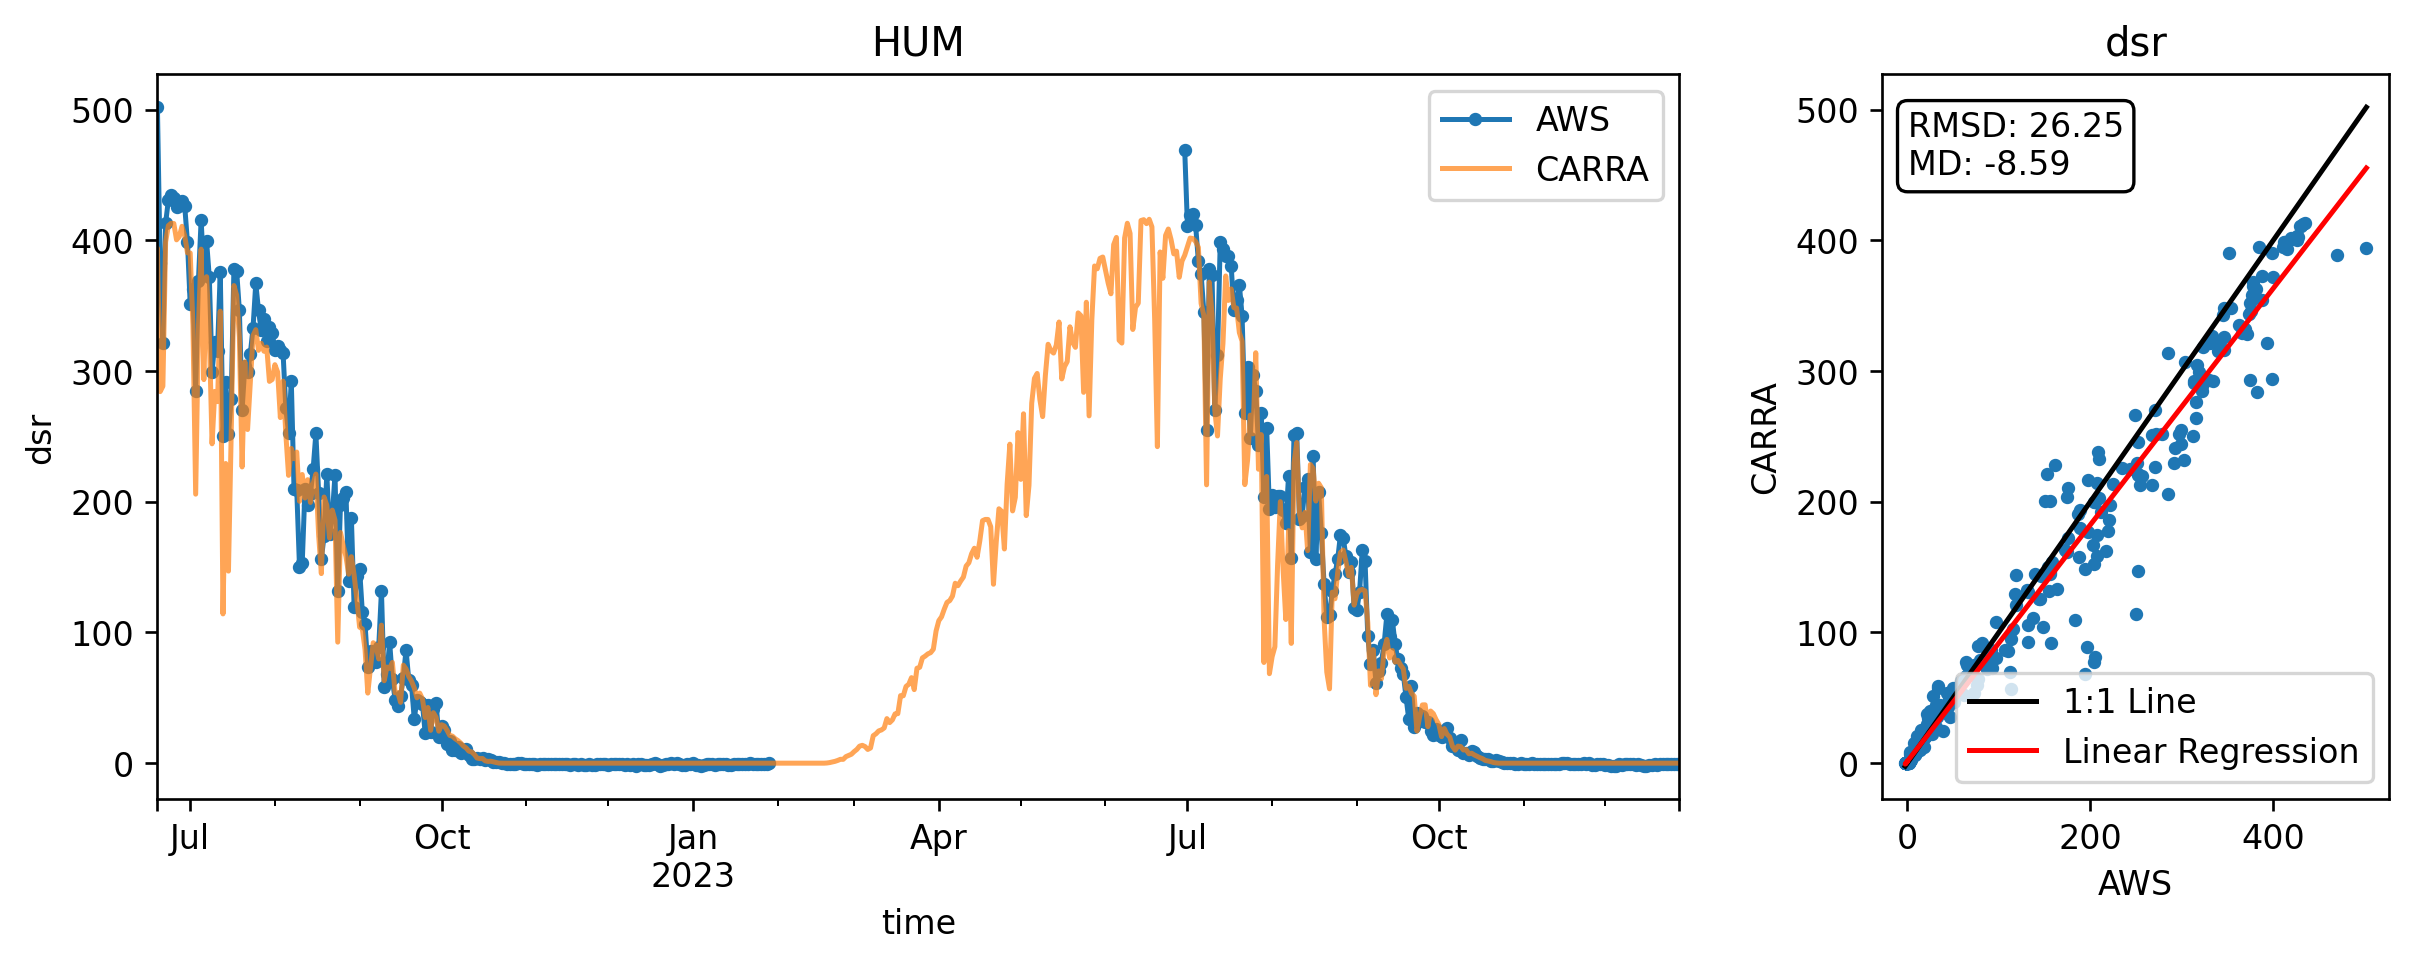 HUM
dsr
500
400
300
200
100
0
AWS
CARRA
Jul
Oct
Jan
2023
Apr
Jul
Oct
time
dsr
CARRA
500
400
300
200
100
0
RMSD: 26.25
MD: -8.59
1:1 Line
Linear Regression
0
200
400
AWS